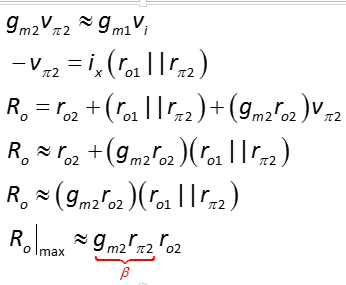 g_{m2}v_{π2} ≈ g_{m1}v_i
−v_{π2} = i_x(r_{o1}||r_{π2})
R_o = r_{o2} + (r_{o1}||r_{π2}) + (g_{m2}r_{o2})v_{π2}
R_o ≈ r_{o2} + (g_{m2}r_{o2})(r_{o1}||r_{π2})
R_o ≈ (g_{m2}r_{o2})(r_{o1}||r_{π2})
R_o|_{max} ≈ g_{m2}r_{π2} r_{o2}
β